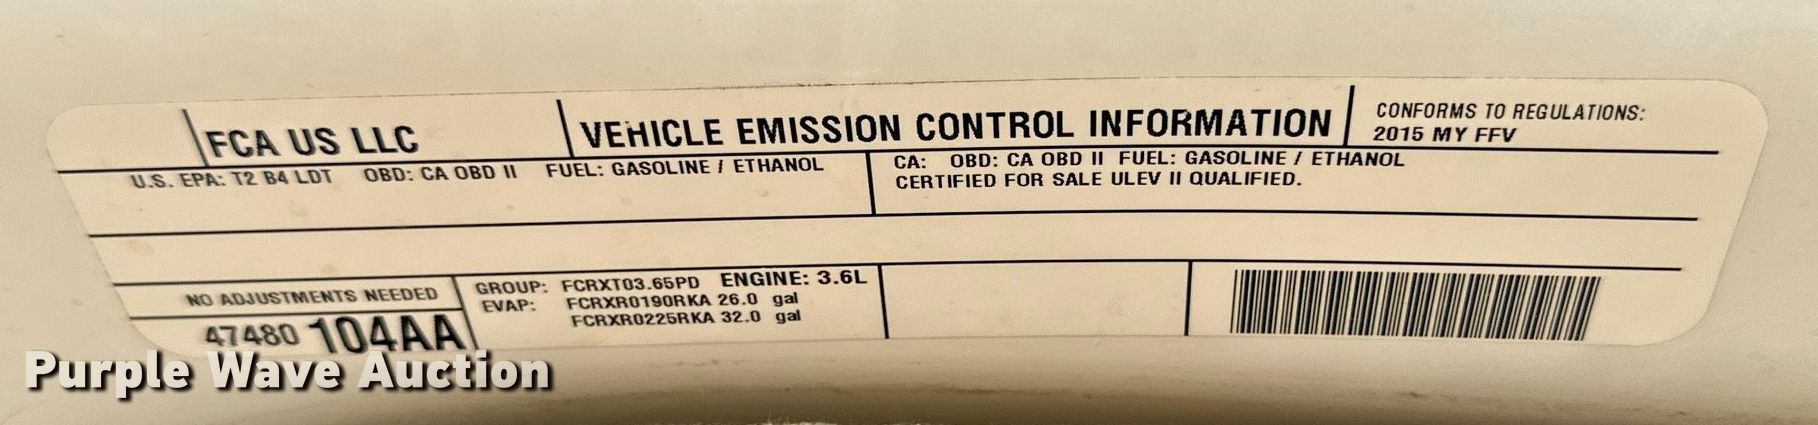 FCA US LLC
VEHICLE EMISSION CONTROL INFORMATION
CONFORMS TO REGULATIONS:
2015 MY FFV
U.S. EPA: T2 B4 LDT OBD: CA OBD II FUEL: GASOLINE / ETHANOL
CA: OBD: CA OBD II FUEL: GASOLINE / ETHANOL
CERTIFIED FOR SALE ULEV II QUALIFIED.
NO ADJUSTMENTS NEEDED
47480 104AA
GROUP: FCRXT03.65PD ENGINE: 3.6L
EVAP: FCRXR0190RKA 26.0 gal
FCRXR0225RKA 32.0 gal
Purple Wave Auction